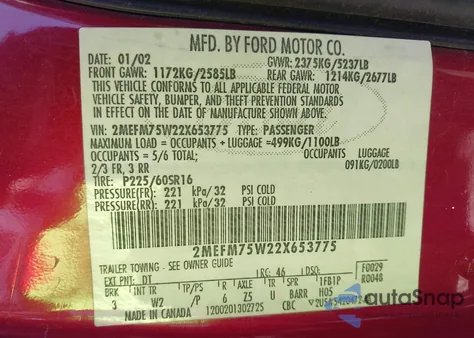 MFD. BY FORD MOTOR CO.
DATE: 01/02 GVWR: 2375KG/5237LB
FRONT GAWR: 1172KG/2585LB REAR GAWR: 1214KG/2677LB
THIS VEHICLE CONFORMS TO ALL APPLICABLE FEDERAL MOTOR
VEHICLE SAFETY, BUMPER, AND THEFT PREVENTION STANDARDS
IN EFFECT ON THE DATE OF MANUFACTURE SHOWN ABOVE.
VIN: 2MEFM75W22X653775 TYPE: PASSENGER
MAXIMUM LOAD = OCCUPANTS + LUGGAGE =499KG/1100LB
OCCUPANTS = 5/6 TOTAL OCCUPANTS LUGGAGE
2/3 FR, 3 RR 091KG/0200LB
TIRE: P225/60SR16
PRESSURE(FR) 221 kPa/32 PSI COLD
PRESSURE(RR) 221 kPa/32 PSI COLD
2MEFM75W22X653775
TRAILER TOWING - SEE OWNER GUIDE F0029
EXT PNT: DT RC: 46 DSO: R0048
BRK INT TR TP/PS R AXLE TR SPR 1FB1P
3 W2 /P 6 Z5 U BARR H05
MADE IN CANADA 1200201302725 CBC
autoSnap